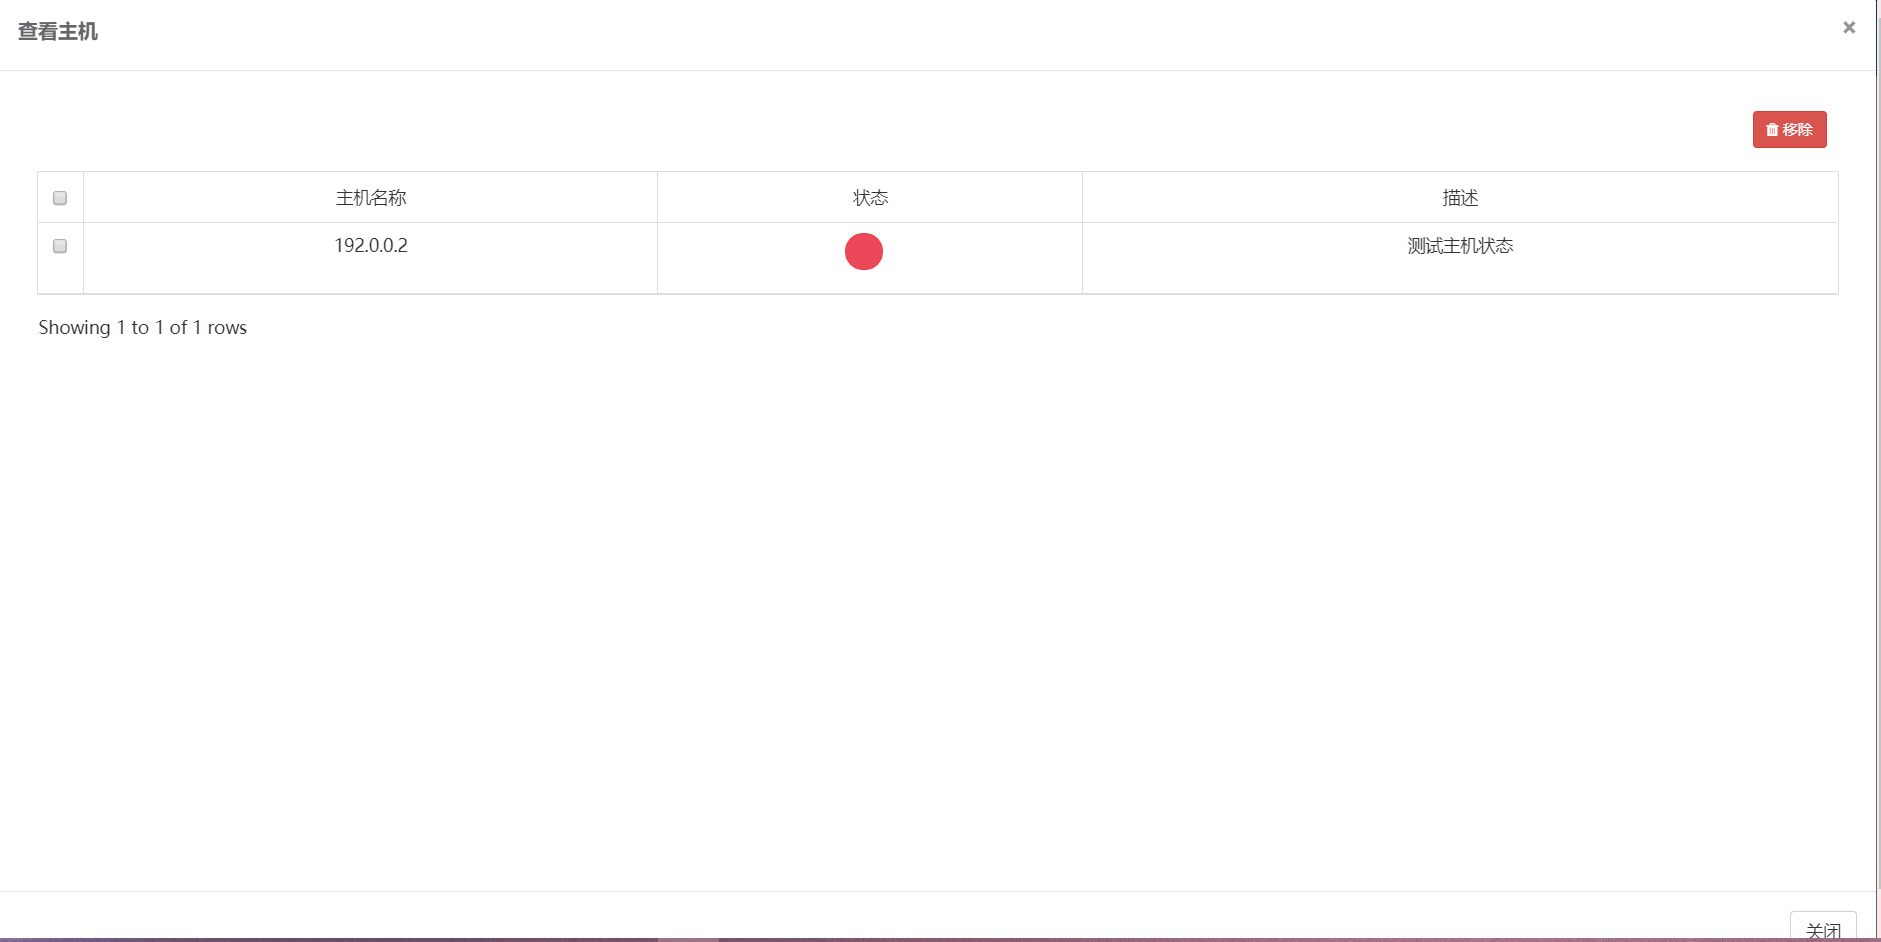 查看主机
×
移除
主机名称 状态 描述
192.0.0.2 测试主机状态
Showing 1 to 1 of 1 rows
关闭